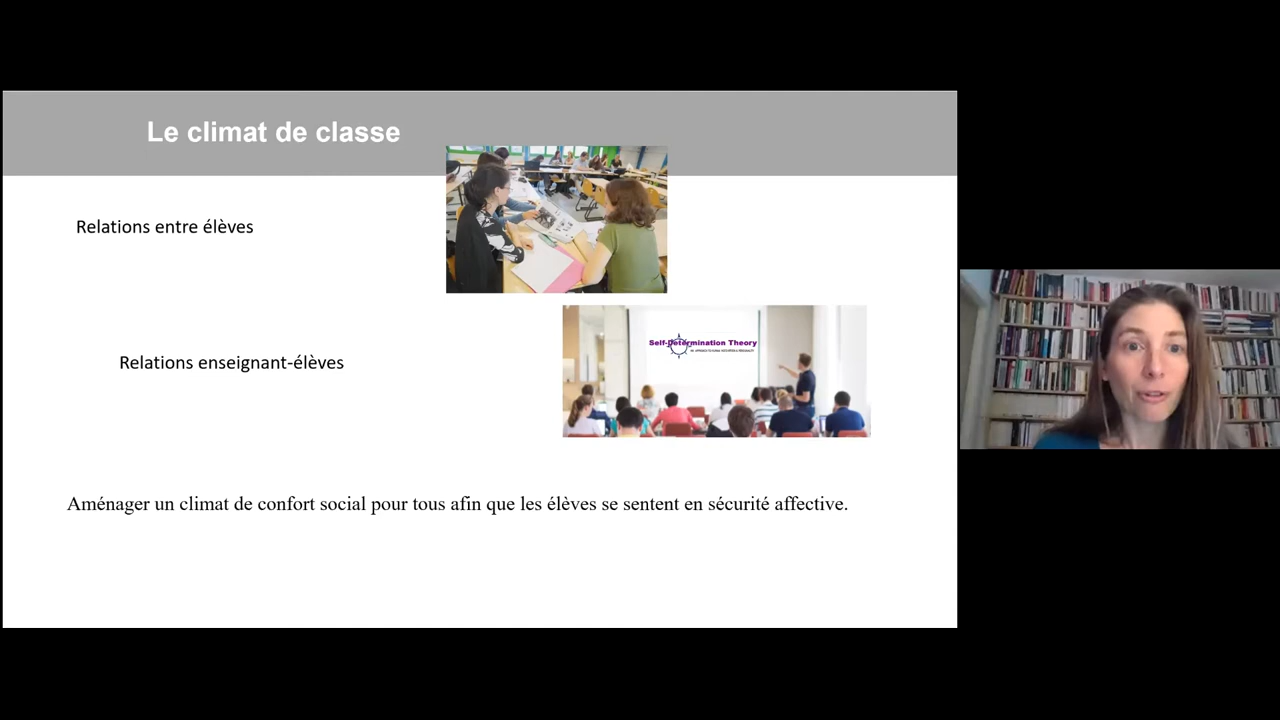 Le climat de classe
Relations entre élèves
Self-Determination Theory
Relations enseignant-élèves
Aménager un climat de confort social pour tous afin que les élèves se sentent en sécurité affective.